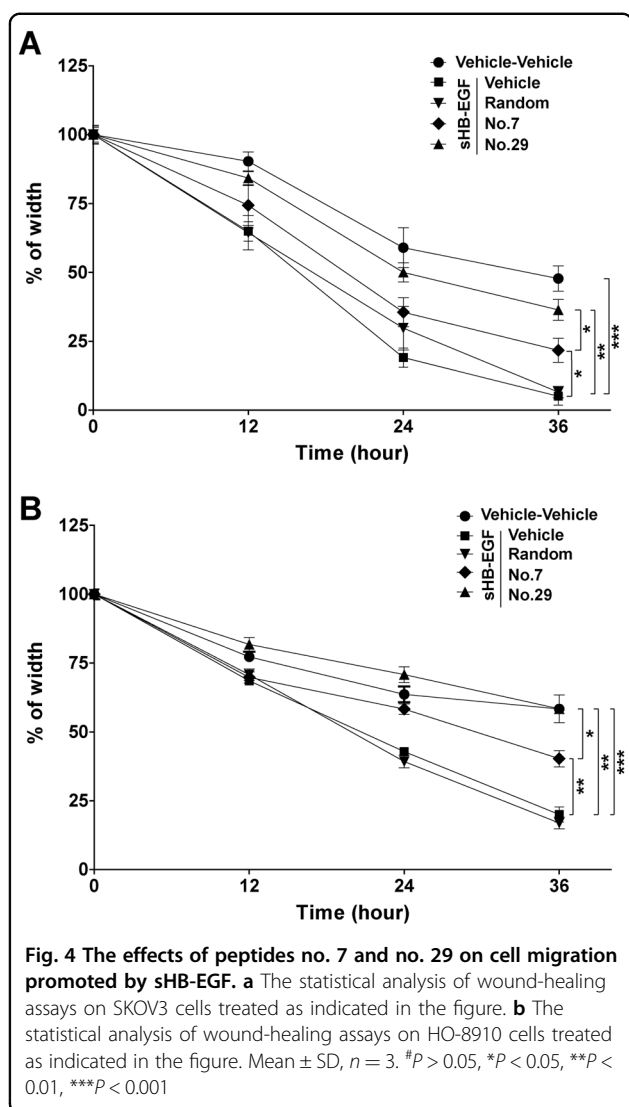 A
125
100
75
50
25
0
% of width
0 12 24 36
Time (hour)
Vehicle-Vehicle
sHB-EGF
Vehicle
Random
No.7
No.29
*
*
**
***
B
125
100
75
50
25
0
% of width
0 12 24 36
Time (hour)
Vehicle-Vehicle
sHB-EGF
Vehicle
Random
No.7
No.29
*
**
**
***
Fig. 4 The effects of peptides no. 7 and no. 29 on cell migration
promoted by sHB-EGF. a The statistical analysis of wound-healing
assays on SKOV3 cells treated as indicated in the figure. b The
statistical analysis of wound-healing assays on HO-8910 cells treated
as indicated in the figure. Mean ± SD, n = 3. #P > 0.05, *P < 0.05, **P <
0.01, ***P < 0.001